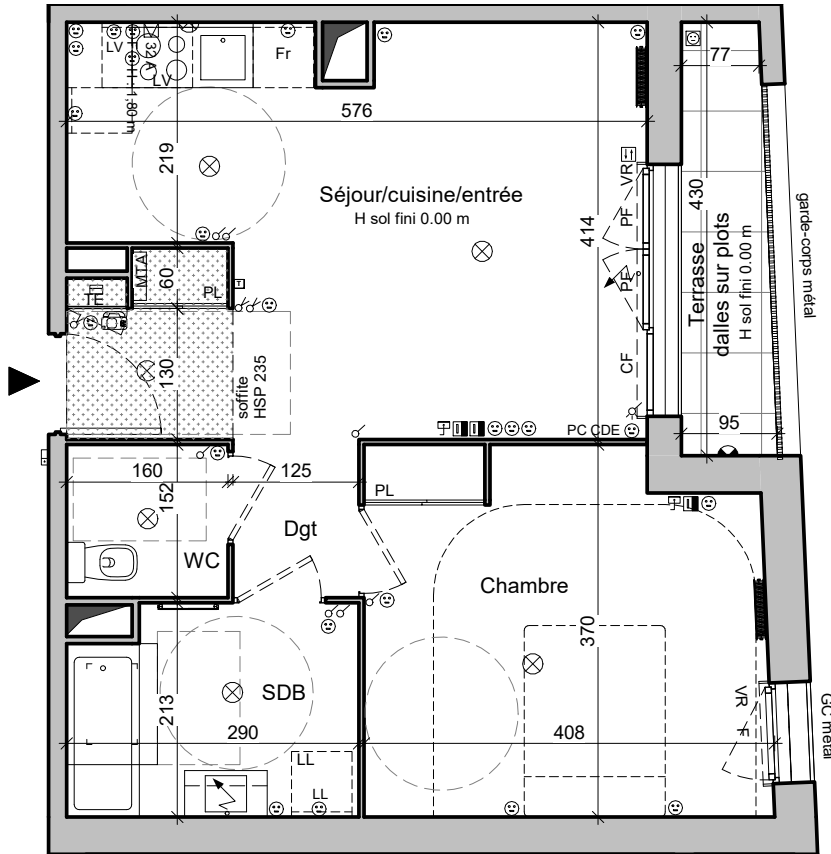 LV
32 A
LV
H : 1,80 m
Fr
77
576
219
Séjour/cuisine/entrée
H sol fini 0.00 m
414
VR
PF
PF
CF
430
Terrasse
dalles sur plots
H sol fini 0.00 m
garde-corps métal
MTA
60
PL
TE
130
soffite
HSP 235
PC CDE
95
160
125
152
PL
WC
Dgt
Chambre
370
SDB
213
290
408
VR
F
GC métal
LL
LL